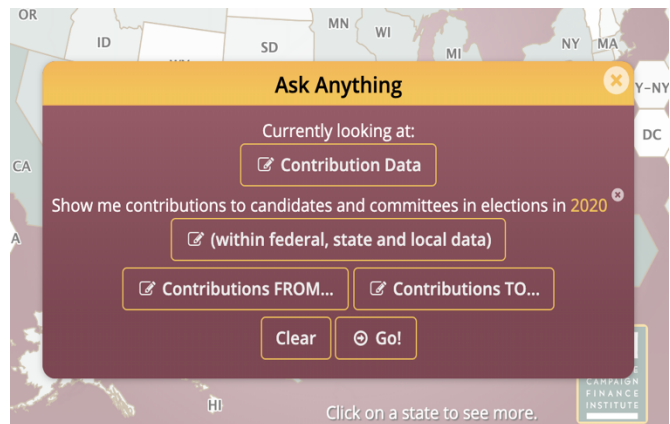 OR
ID
SD
MN
WI
MI
NY
MA
Ask Anything
Y-NY
DC
Currently looking at:
Contribution Data
CA
Show me contributions to candidates and committees in elections in 2020
(within federal, state and local data)
Contributions FROM...
Contributions TO...
Clear
Go!
CAMPAIGN
FINANCE
INSTITUTE
HI
Click on a state to see more.